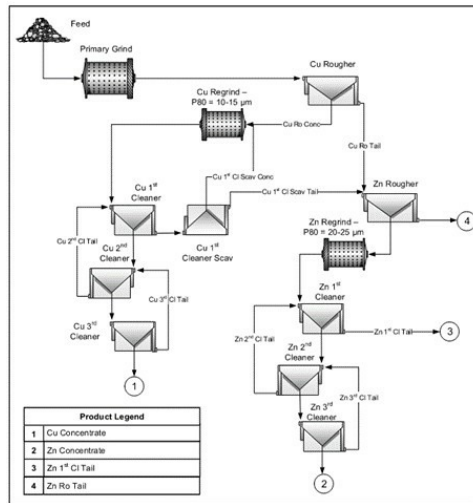 Feed
Primary Grind
Cu Rougher
Cu Regrind –
P80 = 10-15 µm
Cu Ro Conc
Cu Ro Tail
Cu 1st Cl Scav Conc
Cu 1st
Cleaner
Cu 1st Cl Scav Tail
Zn Rougher
4
Cu 1st
Cleaner Scav
Zn Regrind –
P80 = 20-25 µm
Cu 2nd Cl Tail
Cu 2nd
Cleaner
Cu 3rd Cl Tail
Zn 1st
Cleaner
Cu 3rd
Cleaner
Zn 1st Cl Tail
3
Zn 2nd Cl Tail
Zn 2nd
Cleaner
1
Zn 3rd Cl Tail
Zn 3rd
Cleaner
2
Product Legend
1 Cu Concentrate
2 Zn Concentrate
3 Zn 1st Cl Tail
4 Zn Ro Tail